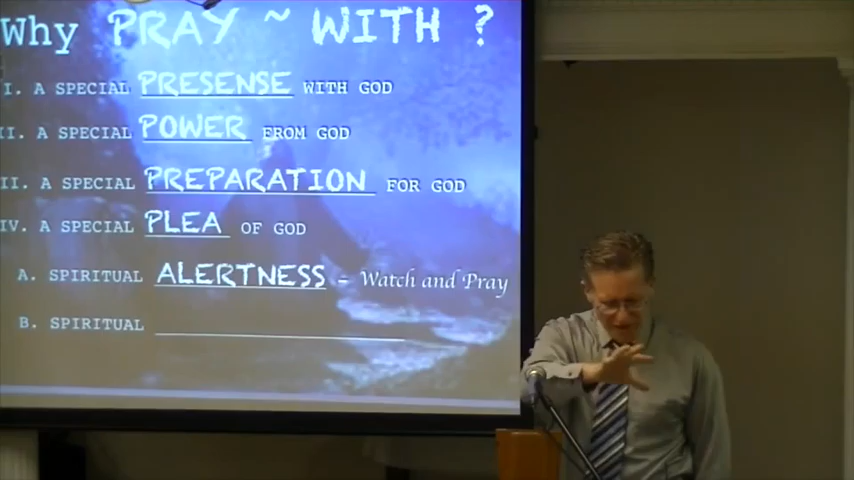 Why PRAY ~ WITH ?
I. A SPECIAL PRESENSE WITH GOD
II. A SPECIAL POWER FROM GOD
II. A SPECIAL PREPARATION FOR GOD
IV. A SPECIAL PLEA OF GOD
A. SPIRITUAL ALERTNESS - Watch and Pray
B. SPIRITUAL